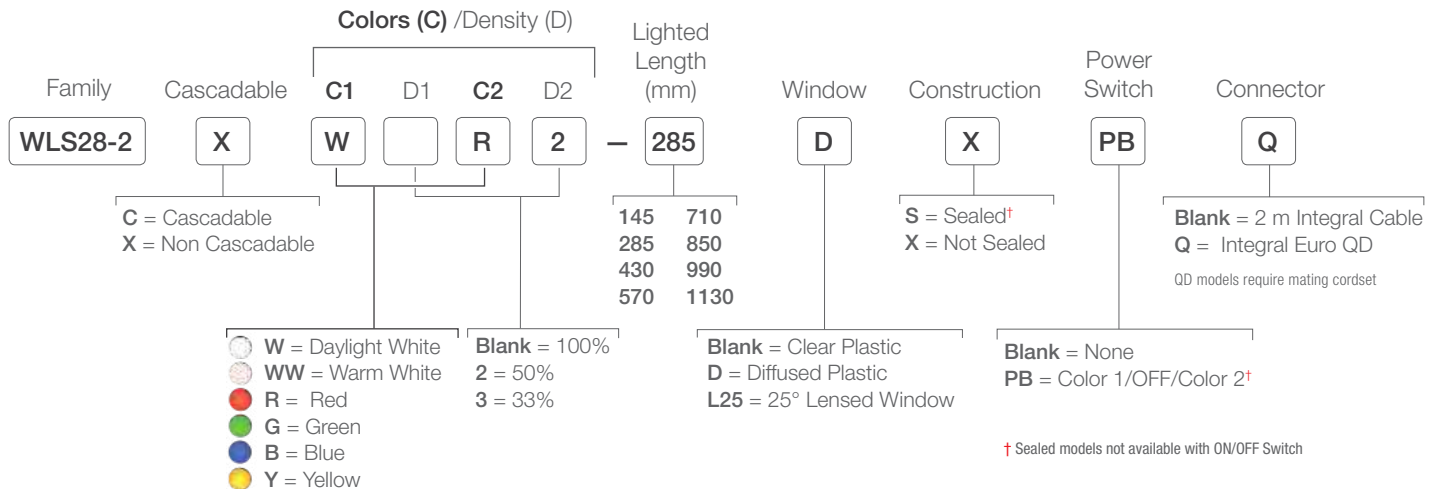 Colors (C) /Density (D)
Lighted
Length
(mm)
Power
Switch
Family
Cascadable
C1
D1
C2
D2
Window
Construction
Connector
WLS28-2
X
W
R
2
–
285
D
X
PB
Q
C = Cascadable
X = Non Cascadable
145 710
285 850
430 990
570 1130
S = Sealed†
X = Not Sealed
Blank = 2 m Integral Cable
Q = Integral Euro QD
QD models require mating cordset
W = Daylight White
WW = Warm White
R = Red
G = Green
B = Blue
Y = Yellow
Blank = 100%
2 = 50%
3 = 33%
Blank = Clear Plastic
D = Diffused Plastic
L25 = 25° Lensed Window
Blank = None
PB = Color 1/OFF/Color 2†
† Sealed models not available with ON/OFF Switch